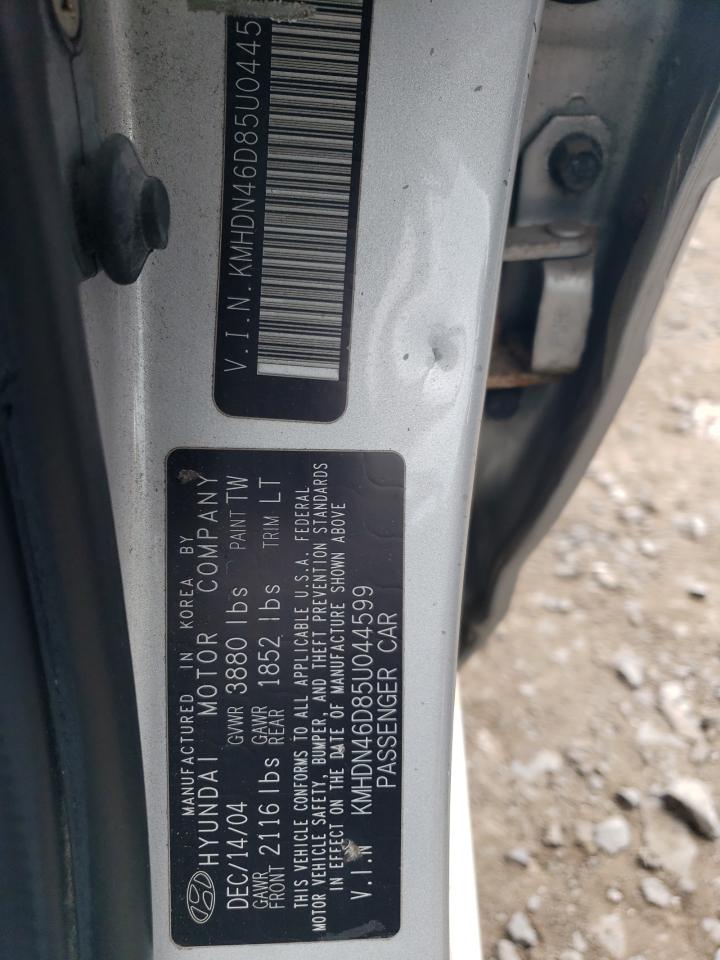 V.I.N.KMHDN46D85U0445
MANUFACTURED IN KOREA BY
HYUNDAI MOTOR COMPANY
DEC/14/04 GVWR 3880 lbs PAINT TW
GAWR FRONT 2116 lbs GAWR REAR 1852 lbs TRIM LT
THIS VEHICLE CONFORMS TO ALL APPLICABLE U.S.A. FEDERAL
MOTOR VEHICLE SAFETY, BUMPER, AND THEFT PREVENTION STANDARDS
IN EFFECT ON THE DATE OF MANUFACTURE SHOWN ABOVE
V.I.N KMHDN46D85U044599
PASSENGER CAR